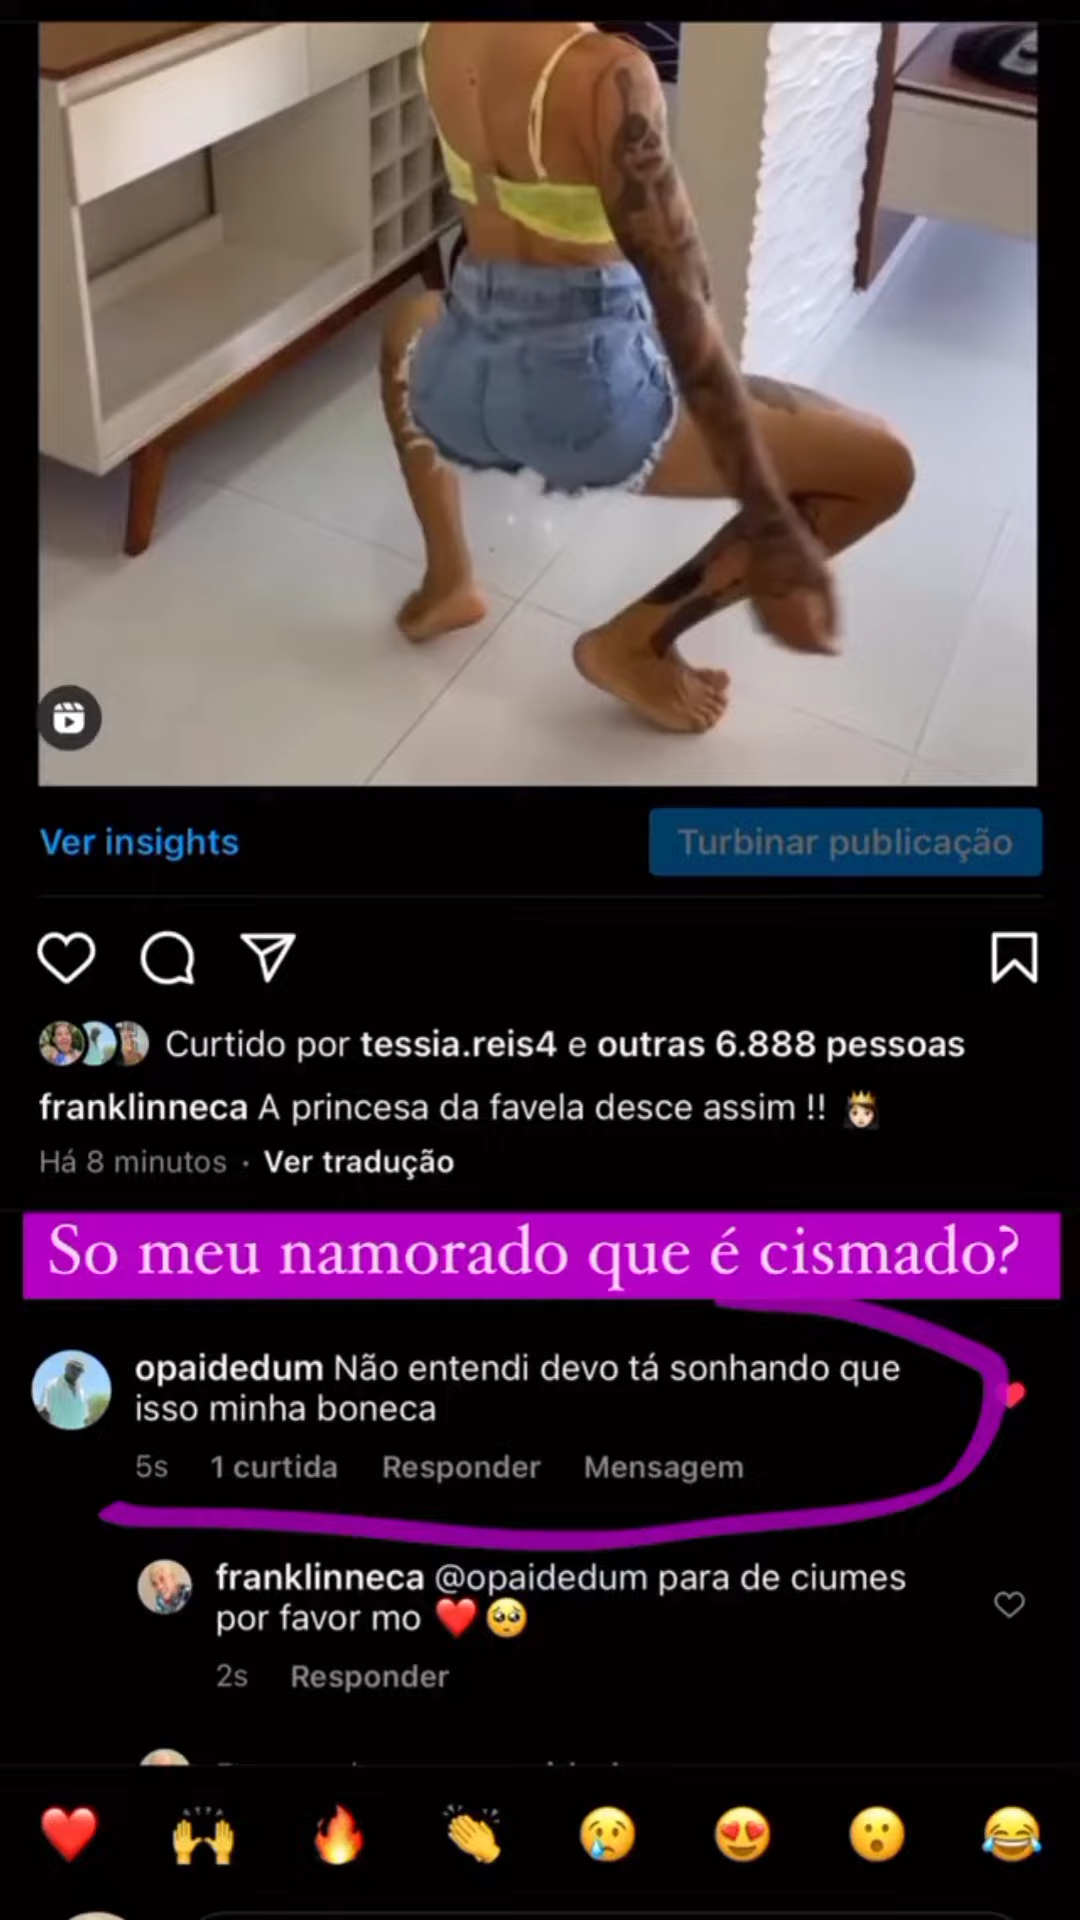 Ver insights
Turbinar publicação
Curtido por tessia.reis4 e outras 6.888 pessoas
franklinneca A princesa da favela desce assim !! 👸🏻
Há 8 minutos • Ver tradução
So meu namorado que é cismado?
opaidedum Não entendi devo tá sonhando que
isso minha boneca
5s 1 curtida Responder Mensagem
franklinneca @opaidedum para de ciumes
por favor mo ❤️🥺
2s Responder